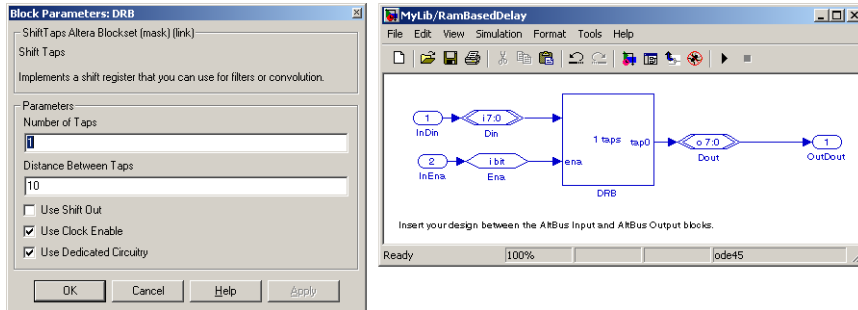 Block Parameters: DRB
ShiftTaps Altera Blockset (mask) (link)
Shift Taps
Implements a shift register that you can use for filters or convolution.
Parameters
Number of Taps
1
Distance Between Taps
10
Use Shift Out
Use Clock Enable
Use Dedicated Circuitry
OK Cancel Help Apply
MyLib/RamBasedDelay
File Edit View Simulation Format Tools Help
1 i7:0
InDin Din
1 taps tap0 o 7:0 1
Dout OutDout
2 i bit ena
InEna Ena
DRB
Insert your design between the AltBus Input and AltBus Output blocks.
Ready 100% ode45